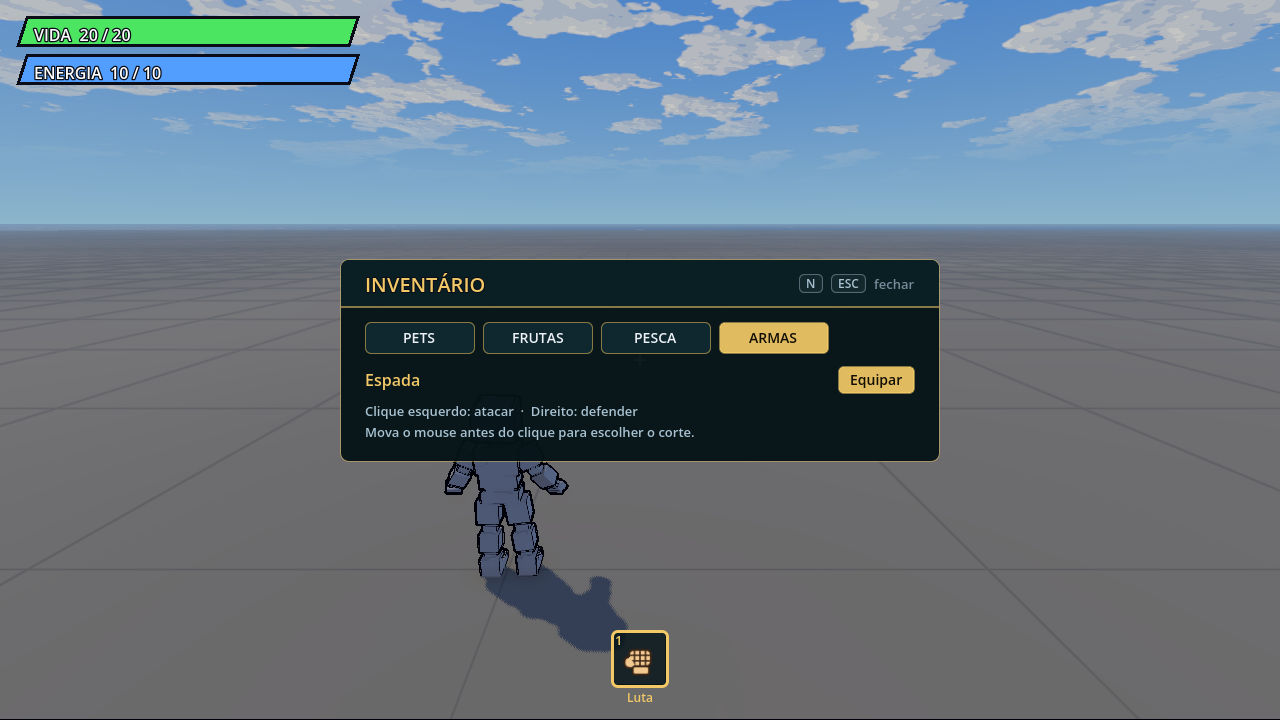 VIDA 20 / 20
ENERGIA 10 / 10
INVENTÁRIO
N ESC fechar
PETS FRUTAS PESCA ARMAS
Espada Equipar
Clique esquerdo: atacar · Direito: defender
Mova o mouse antes do clique para escolher o corte.
1
Luta